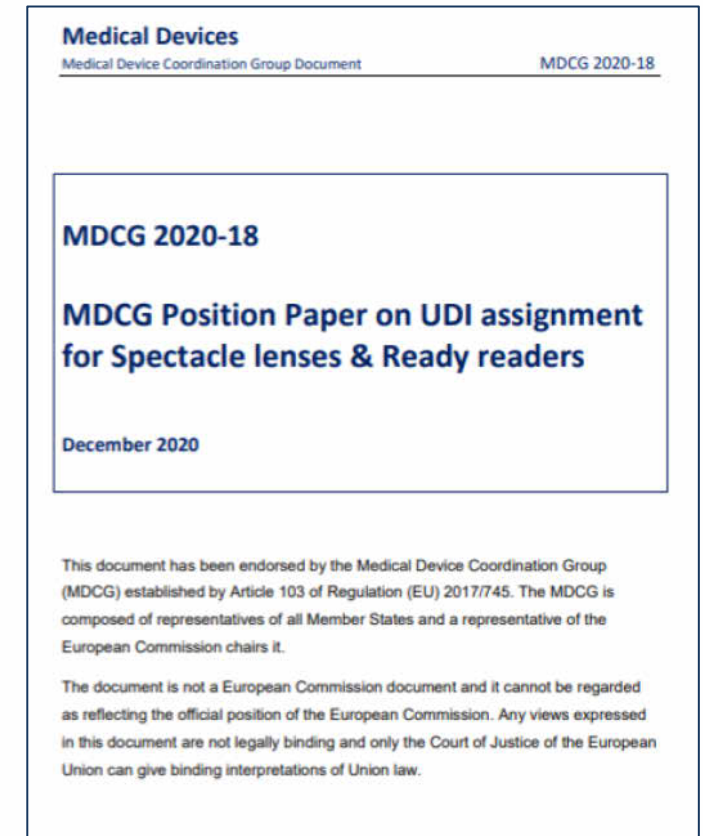 Medical Devices
Medical Device Coordination Group Document MDCG 2020-18
MDCG 2020-18
MDCG Position Paper on UDI assignment
for Spectacle lenses & Ready readers
December 2020
This document has been endorsed by the Medical Device Coordination Group
(MDCG) established by Article 103 of Regulation (EU) 2017/745. The MDCG is
composed of representatives of all Member States and a representative of the
European Commission chairs it.
The document is not a European Commission document and it cannot be regarded
as reflecting the official position of the European Commission. Any views expressed
in this document are not legally binding and only the Court of Justice of the European
Union can give binding interpretations of Union law.